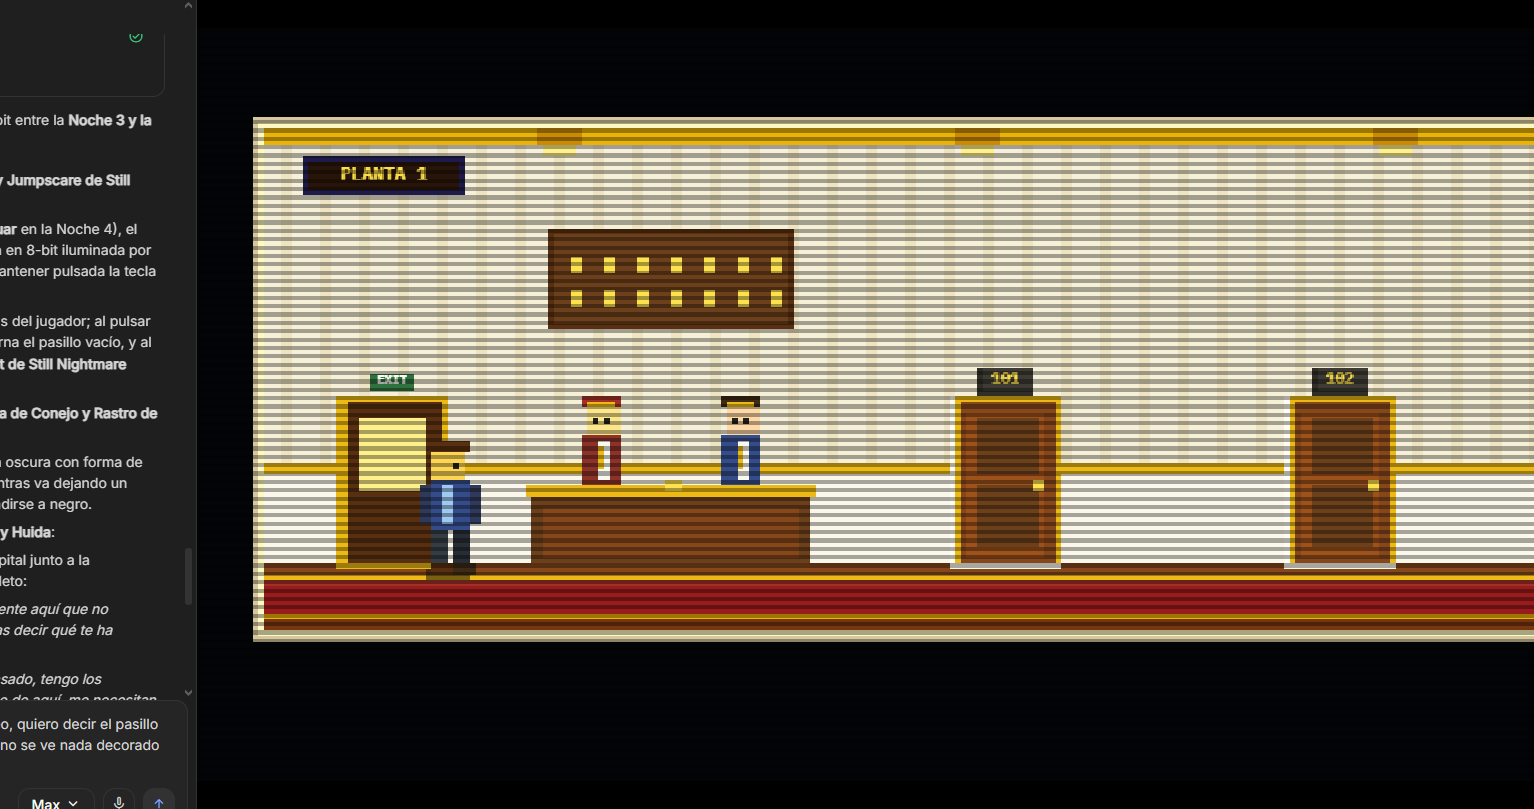 bit entre la Noche 3 y la
y Jumpscare de Still
uar en la Noche 4), el
en 8-bit iluminada por
antener pulsada la tecla
s del jugador; al pulsar
rna el pasillo vacío, y al
t de Still Nightmare
a de Conejo y Rastro de
oscura con forma de
ntras va dejando un
dirse a negro.
y Huida:
pital junto a la
leto:
ente aquí que no
as decir qué te ha
sado, tengo los
o de aquí, me necesitan
o, quiero decir el pasillo
no se ve nada decorado
Max
PLANTA 1
EXIT
101
102